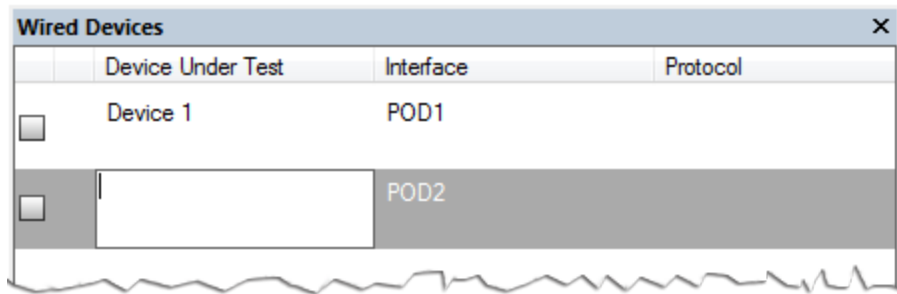 Wired Devices
Device Under Test Interface Protocol
Device 1 POD1
POD2